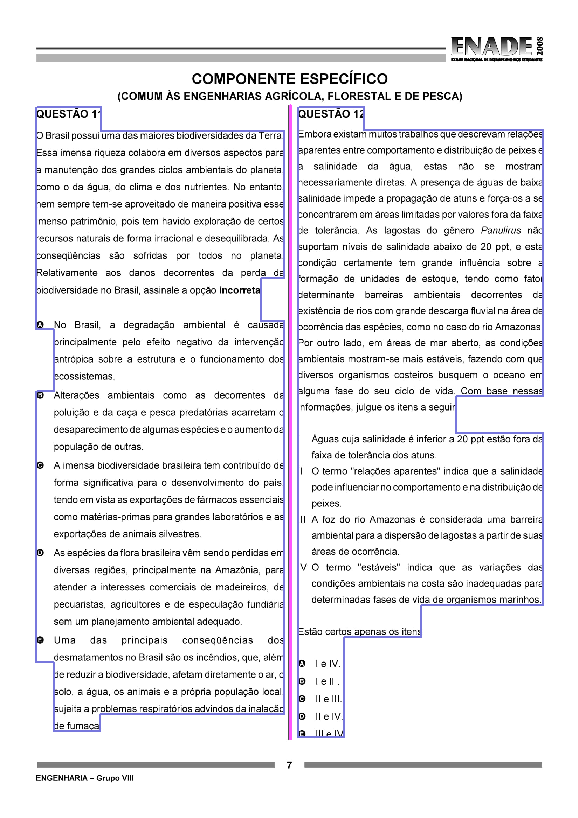 ENADE 2008
EXAME NACIONAL DE DESEMPENHO DOS ESTUDANTES
COMPONENTE ESPECÍFICO
(COMUM ÀS ENGENHARIAS AGRÍCOLA, FLORESTAL E DE PESCA)
QUESTÃO 11
O Brasil possui uma das maiores biodiversidades da Terra.
Essa imensa riqueza colabora em diversos aspectos para
a manutenção dos grandes ciclos ambientais do planeta,
como o da água, do clima e dos nutrientes. No entanto,
nem sempre tem-se aproveitado de maneira positiva esse
imenso patrimônio, pois tem havido exploração de certos
recursos naturais de forma irracional e desequilibrada. As
conseqüências são sofridas por todos no planeta.
Relativamente aos danos decorrentes da perda da
biodiversidade no Brasil, assinale a opção incorreta.
A No Brasil, a degradação ambiental é causada
principalmente pelo efeito negativo da intervenção
antrópica sobre a estrutura e o funcionamento dos
ecossistemas.
B Alterações ambientais como as decorrentes da
poluição e da caça e pesca predatórias acarretam o
desaparecimento de algumas espécies e o aumento da
população de outras.
C A imensa biodiversidade brasileira tem contribuído de
forma significativa para o desenvolvimento do país,
tendo em vista as exportações de fármacos essenciais
como matérias-primas para grandes laboratórios e as
exportações de animais silvestres.
D As espécies da flora brasileira vêm sendo perdidas em
diversas regiões, principalmente na Amazônia, para
atender a interesses comerciais de madeireiros, de
pecuaristas, agricultores e de especulação fundiária
sem um planejamento ambiental adequado.
E Uma das principais conseqüências dos
desmatamentos no Brasil são os incêndios, que, além
de reduzir a biodiversidade, afetam diretamente o ar, o
solo, a água, os animais e a própria população local,
sujeita a problemas respiratórios advindos da inalação
de fumaça.
QUESTÃO 12
Embora existam muitos trabalhos que descrevam relações
aparentes entre comportamento e distribuição de peixes e
a salinidade da água, estas não se mostram
necessariamente diretas. A presença de águas de baixa
salinidade impede a propagação de atuns e força-os a se
concentrarem em áreas limitadas por valores fora da faixa
de tolerância. As lagostas do gênero Panulirus não
suportam níveis de salinidade abaixo de 20 ppt, e esta
condição certamente tem grande influência sobre a
formação de unidades de estoque, tendo como fator
determinante barreiras ambientais decorrentes da
existência de rios com grande descarga fluvial na área de
ocorrência das espécies, como no caso do rio Amazonas.
Por outro lado, em áreas de mar aberto, as condições
ambientais mostram-se mais estáveis, fazendo com que
diversos organismos costeiros busquem o oceano em
alguma fase do seu ciclo de vida. Com base nessas
informações, julgue os itens a seguir.
Águas cuja salinidade é inferior a 20 ppt estão fora da
faixa de tolerância dos atuns.
I O termo "relações aparentes" indica que a salinidade
pode influenciar no comportamento e na distribuição de
peixes.
II A foz do rio Amazonas é considerada uma barreira
ambiental para a dispersão de lagostas a partir de suas
áreas de ocorrência.
V O termo "estáveis" indica que as variações das
condições ambientais na costa são inadequadas para
determinadas fases de vida de organismos marinhos.
Estão certos apenas os itens
A I e IV.
B I e II .
C II e III.
D II e IV.
E III e IV
7
ENGENHARIA – Grupo VIII